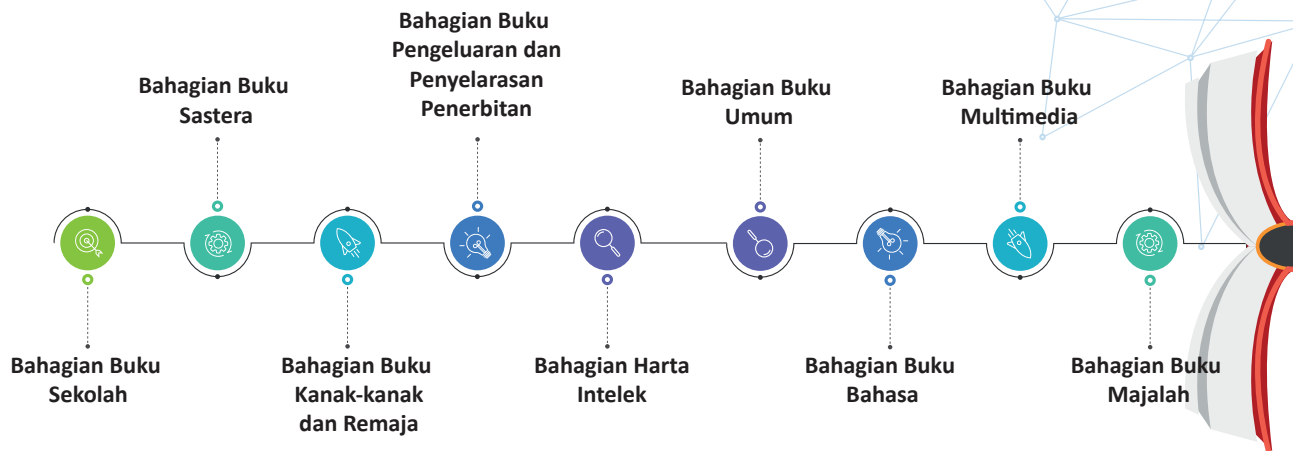 Bahagian Buku
Sekolah
Bahagian Buku
Sastera
Bahagian Buku
Kanak-kanak
dan Remaja
Bahagian Buku
Pengeluaran dan
Penyelarasan
Penerbitan
Bahagian Harta
Intelek
Bahagian Buku
Umum
Bahagian Buku
Bahasa
Bahagian Buku
Multimedia
Bahagian Buku
Majalah